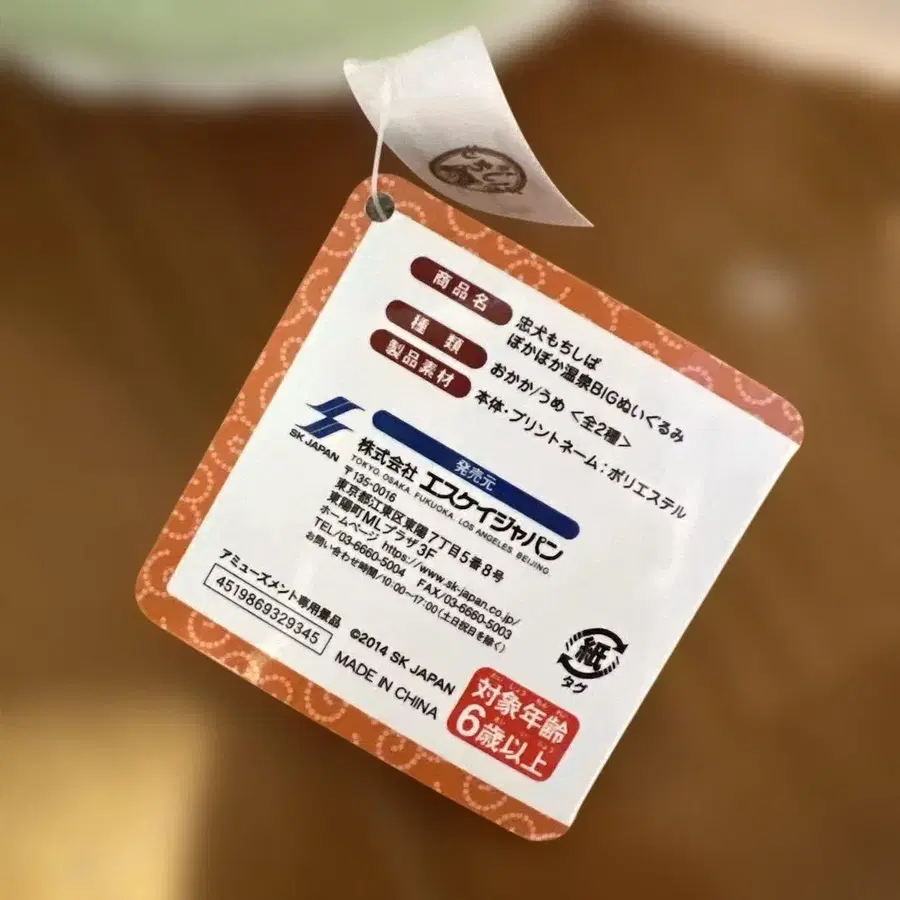 もちしば
商品名
忠犬もちしば
ぽかぽか温泉BIGぬいぐるみ
種類
おかか/うめ <全2種>
製品素材
本体・プリントネーム:ポリエステル
発売元
SK JAPAN
株式会社 エスケイジャパン
TOKYO. OSAKA. FUKUOKA. LOS ANGELES. BEIJING.
〒135-0016
東京都江東区東陽7丁目5番8号
東陽町MLプラザ3F
ホームページ https://www.sk-japan.co.jp/
TEL/03-6660-5004 FAX/03-6660-5003
お問い合わせ時間/10:00~17:00(土日祝日を除く)
アミューズメント専用景品
4519869329345
©2014 SK JAPAN
MADE IN CHINA
紙
タグ
対象年齢
6歳以上